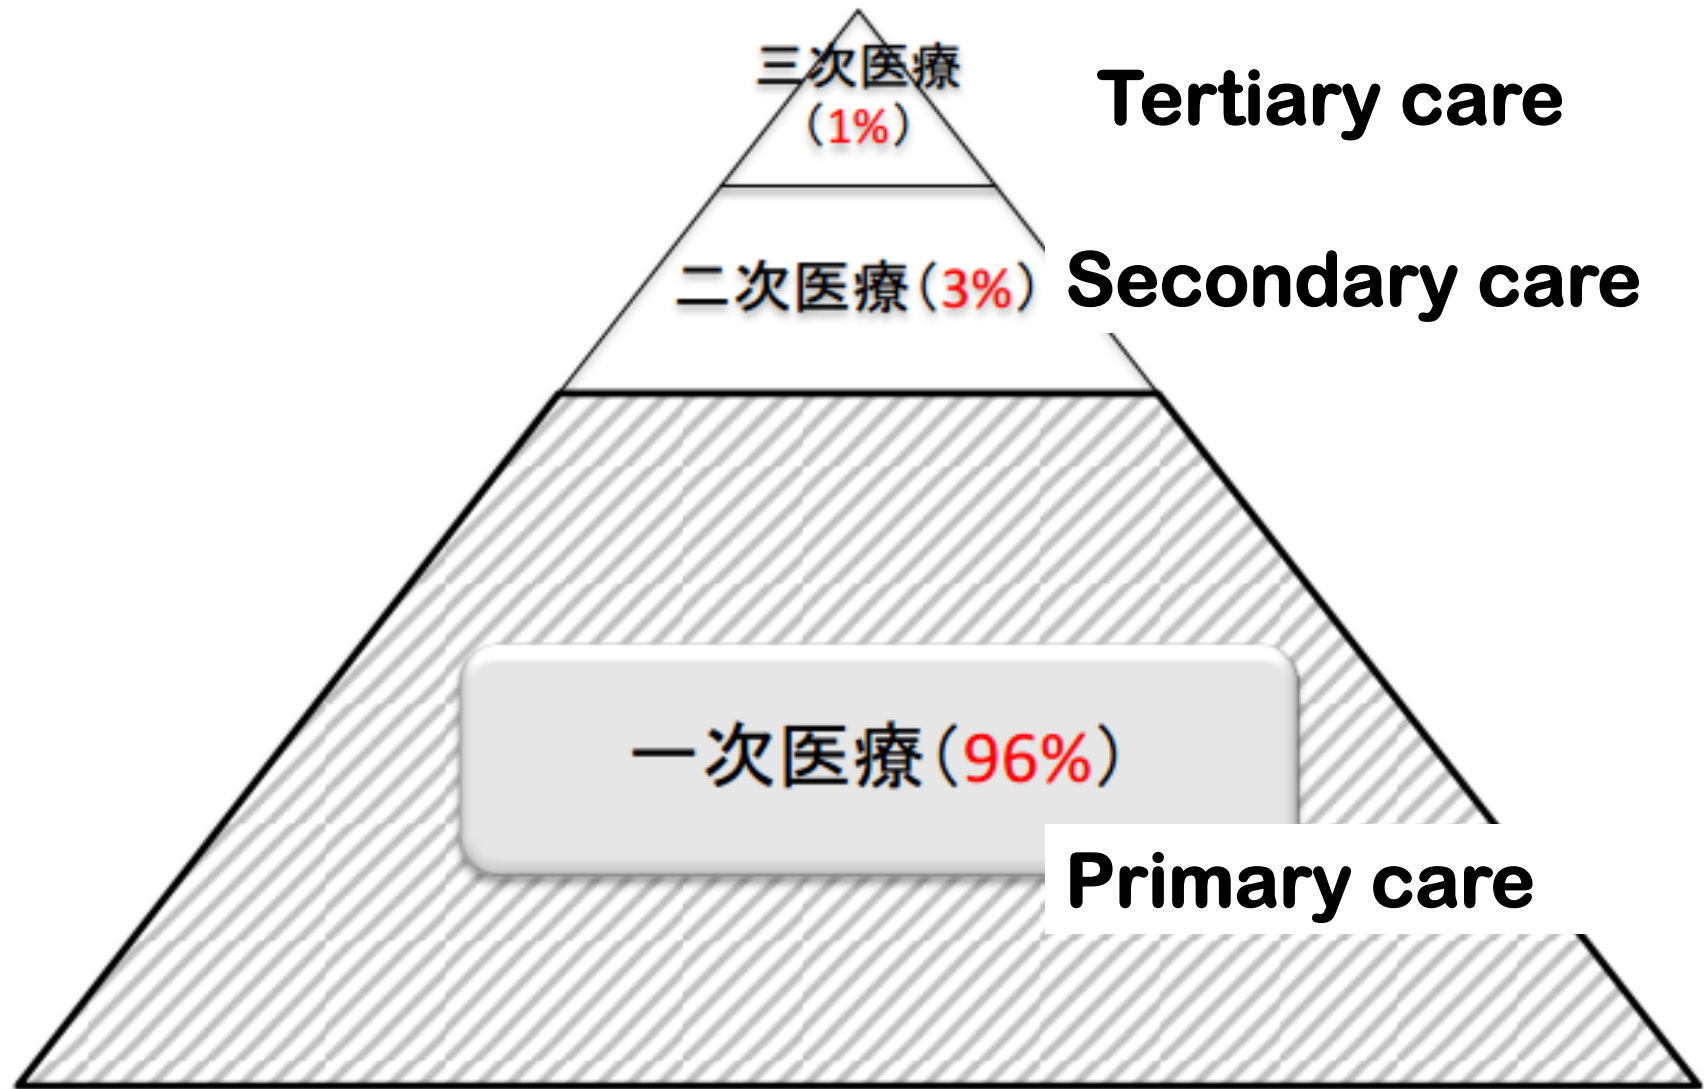 三次医療
（1%）
Tertiary care
二次医療（3%）
Secondary care
一次医療（96%）
Primary care